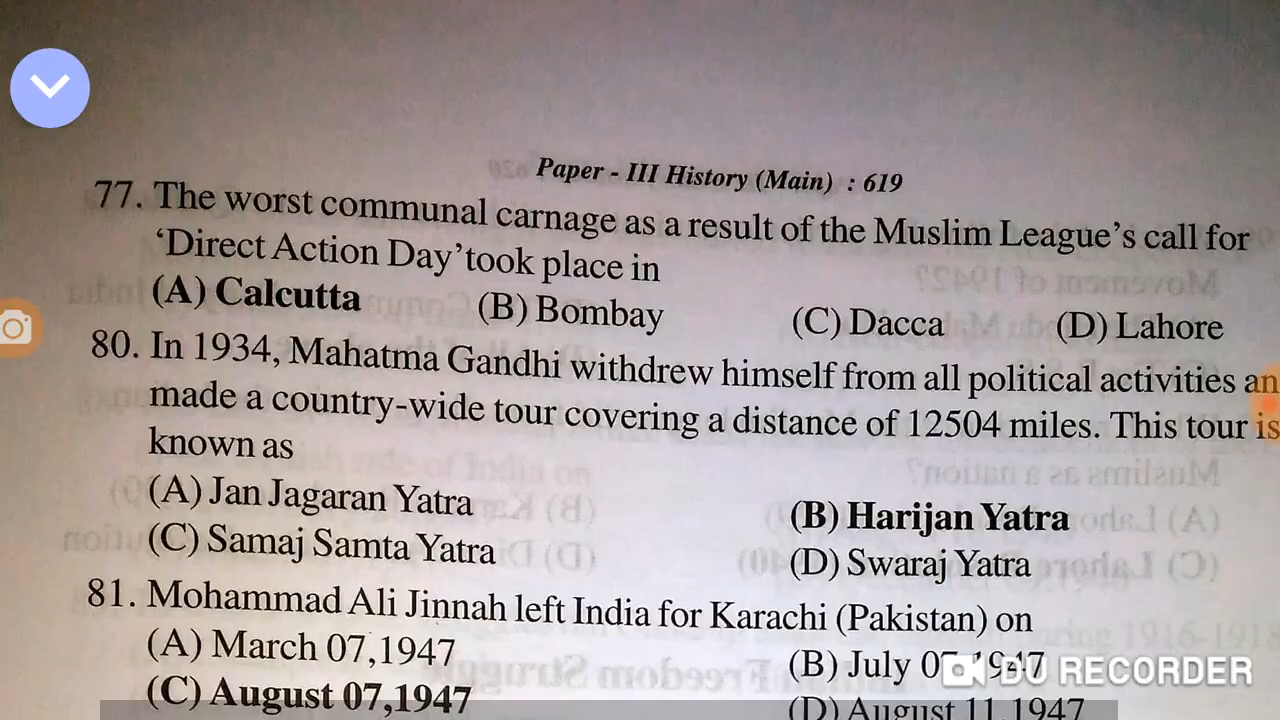 Paper - III History (Main) : 619
77. The worst communal carnage as a result of the Muslim League's call for
'Direct Action Day'took place in
(A) Calcutta (B) Bombay (C) Dacca (D) Lahore
80. In 1934, Mahatma Gandhi withdrew himself from all political activities an
made a country-wide tour covering a distance of 12504 miles. This tour is
known as
(A) Jan Jagaran Yatra (B) Harijan Yatra
(C) Samaj Samta Yatra (D) Swaraj Yatra
81. Mohammad Ali Jinnah left India for Karachi (Pakistan) on
(A) March 07,1947 (B) July 07,1947
(C) August 07,1947 (D) August 11,1947
DU RECORDER